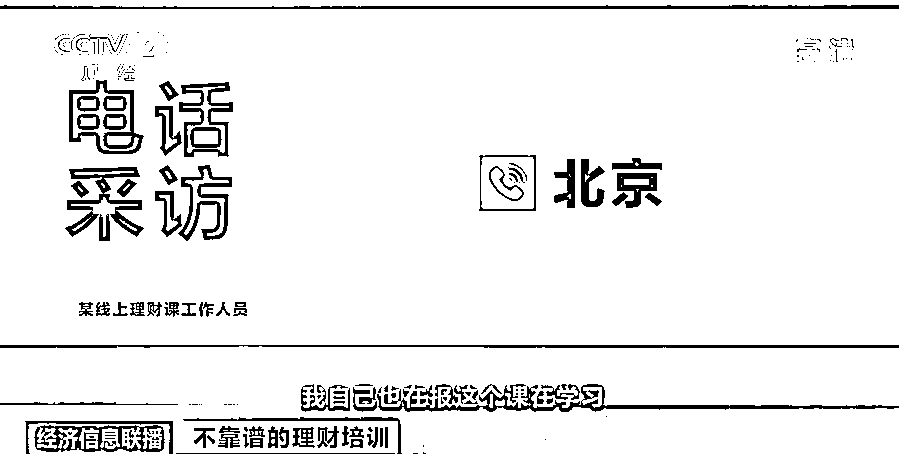 CCTV 2
财经
高清
电话
采访
北京
某线上理财课工作人员
我自己也在报这个课在学习
经济信息联播 不靠谱的理财培训